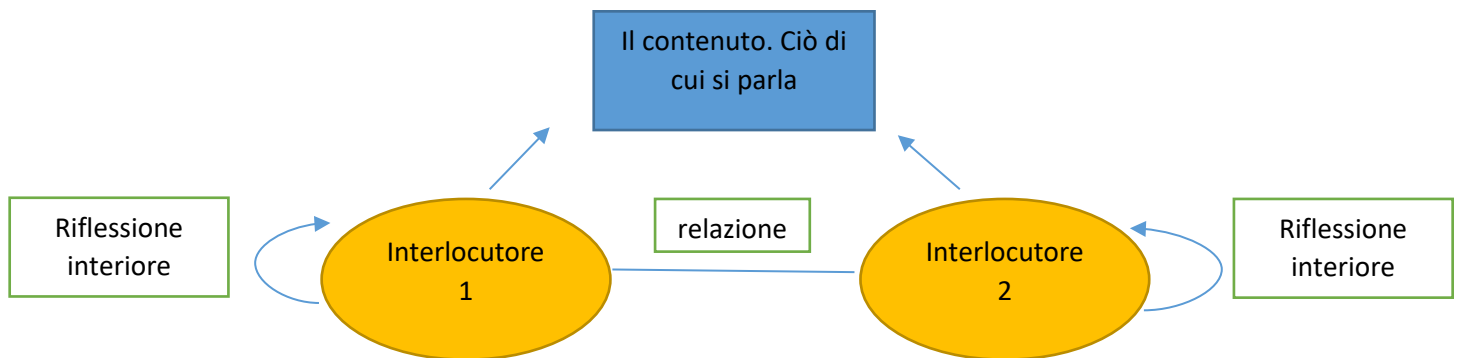 Il contenuto. Ciò di
cui si parla
Riflessione
interiore
Interlocutore
1
relazione
Interlocutore
2
Riflessione
interiore